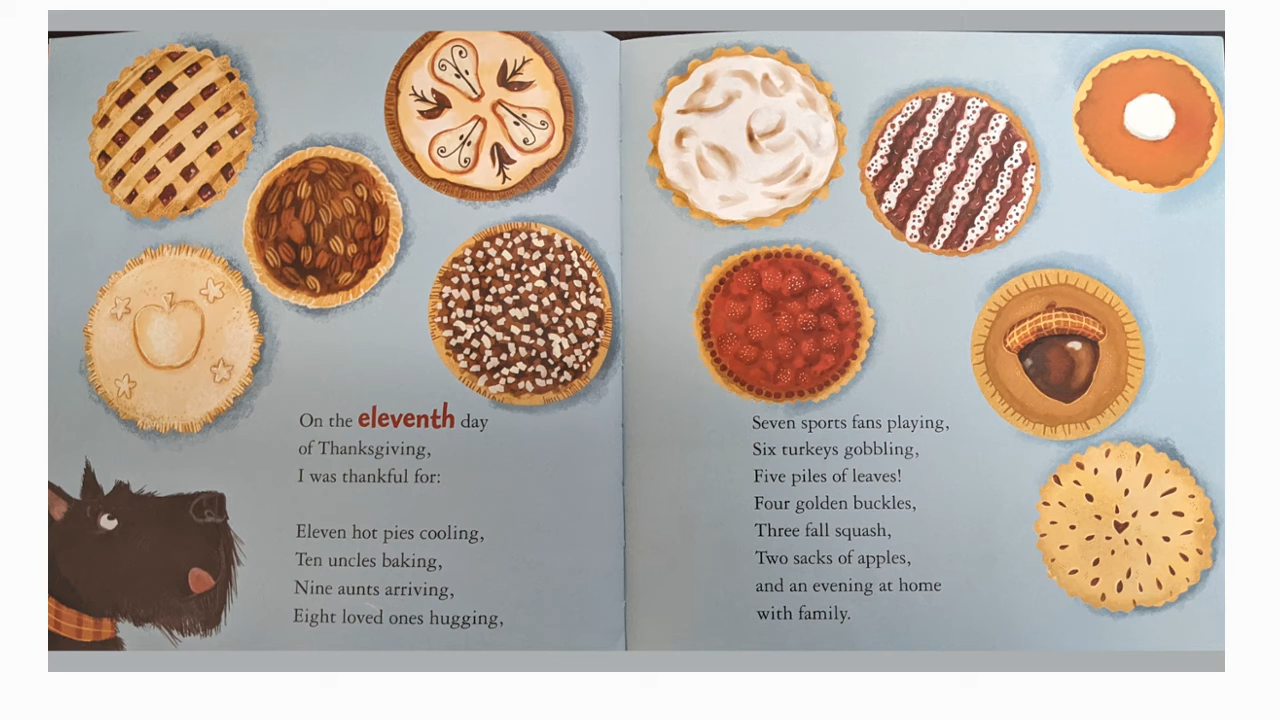 On the eleventh day
of Thanksgiving,
I was thankful for:
Eleven hot pies cooling,
Ten uncles baking,
Nine aunts arriving,
Eight loved ones hugging,
Seven sports fans playing,
Six turkeys gobbling,
Five piles of leaves!
Four golden buckles,
Three fall squash,
Two sacks of apples,
and an evening at home
with family.